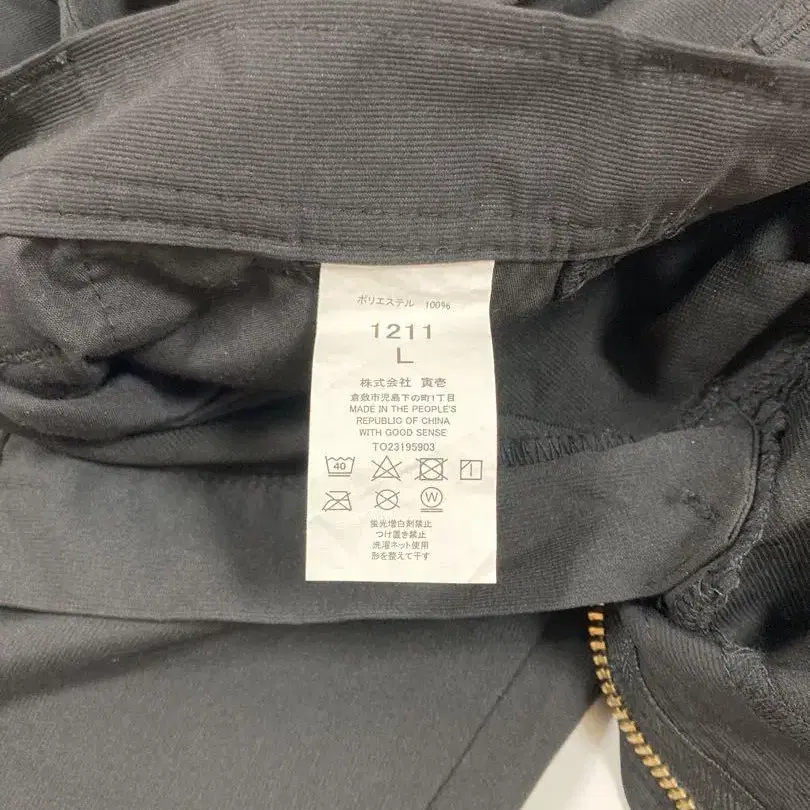 ポリエステル 100%
1211
L
株式会社 寅壱
倉敷市児島下の町1丁目
MADE IN THE PEOPLE'S
REPUBLIC OF CHINA
WITH GOOD SENSE
TO23195903
40
W
蛍光増白剤禁止
つけ置き禁止
洗濯ネット使用
形を整えて干す